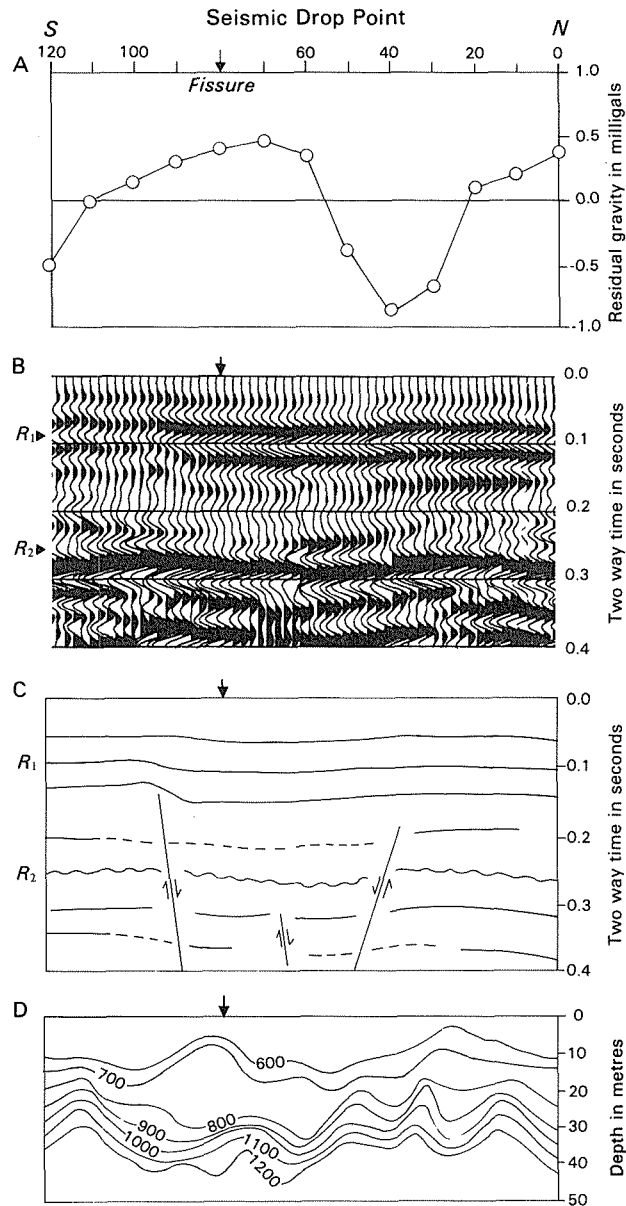 Seismic Drop Point
S N
120 100 80 60 40 20 0
A
Fissure
1.0
0.5
0.0
-0.5
-1.0
Residual gravity in milligals
B
0.0
R1
0.1
0.2
R2
0.3
0.4
Two way time in seconds
C
0.0
R1
0.1
0.2
R2
0.3
0.4
Two way time in seconds
D
0
600
10
700
20
900 800
30
1000 1100
1200
40
50
Depth in metres